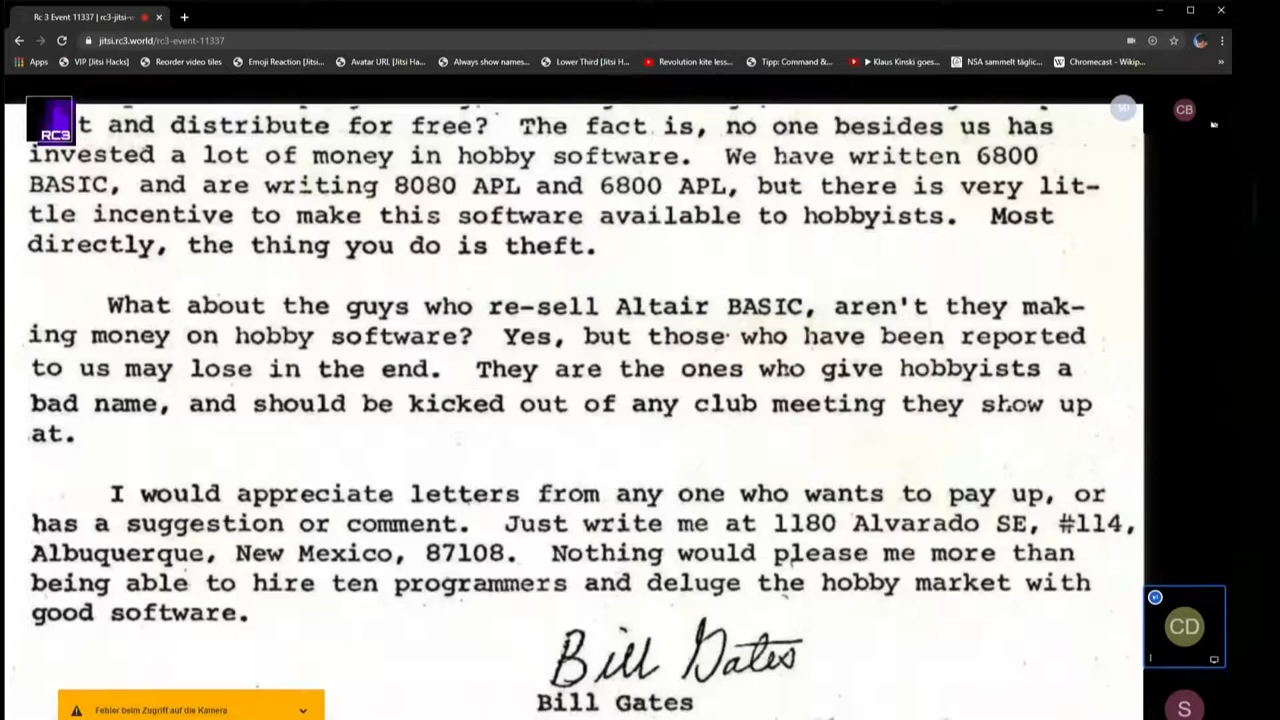 Rc 3 Event 11337 | rc3-jitsi-w
jitsi.rc3.world/rc3-event-11337
Apps VIP [Jitsi Hacks] Reorder video tiles Emoji Reaction [Jitsi... Avatar URL [Jitsi Ha... Always show names... Lower Third [Jitsi H... Revolution kite less... Tipp: Command &... ▶ Klaus Kinski goes... NSA sammelt täglic... Chromecast – Wikip... »
RC3
SD
CB
t and distribute for free? The fact is, no one besides us has
invested a lot of money in hobby software. We have written 6800
BASIC, and are writing 8080 APL and 6800 APL, but there is very lit-
tle incentive to make this software available to hobbyists. Most
directly, the thing you do is theft.
What about the guys who re-sell Altair BASIC, aren't they mak-
ing money on hobby software? Yes, but those who have been reported
to us may lose in the end. They are the ones who give hobbyists a
bad name, and should be kicked out of any club meeting they show up
at.
I would appreciate letters from any one who wants to pay up, or
has a suggestion or comment. Just write me at 1180 Alvarado SE, #114,
Albuquerque, New Mexico, 87108. Nothing would please me more than
being able to hire ten programmers and deluge the hobby market with
good software.
Bill Gates
Bill Gates
CD
S
Fehler beim Zugriff auf die Kamera